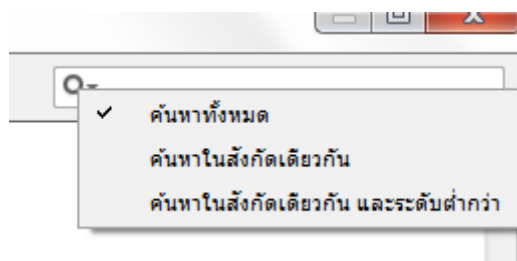 ค้นหาทั้งหมด
ค้นหาในสังกัดเดียวกัน
ค้นหาในสังกัดเดียวกัน และระดับต่ำกว่า